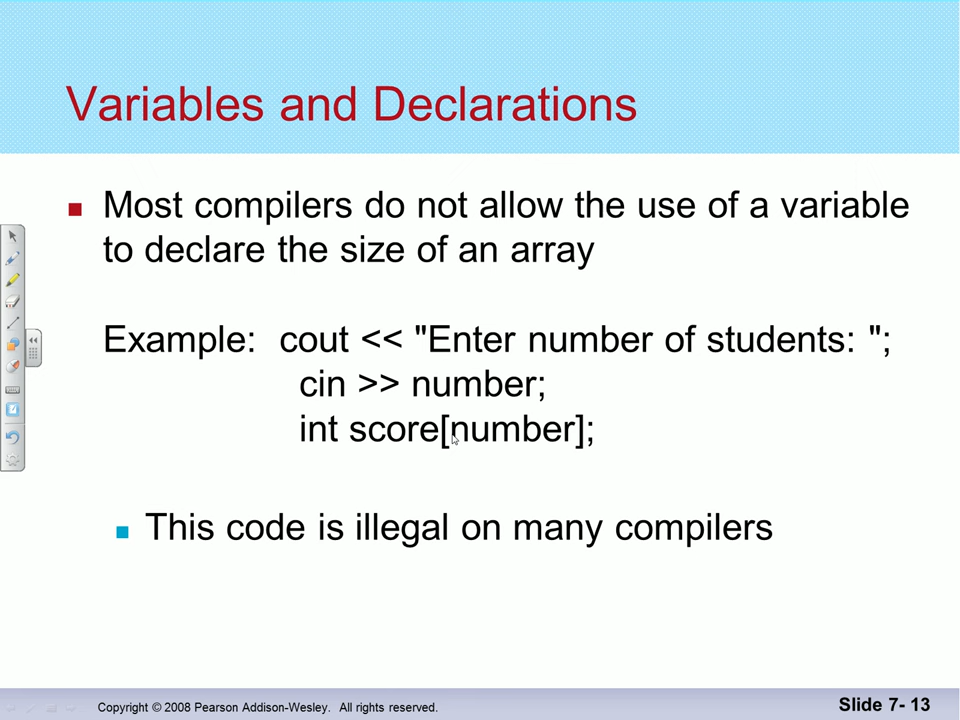 Variables and Declarations
Most compilers do not allow the use of a variable
to declare the size of an array
Example: cout << "Enter number of students: ";
cin >> number;
int score[number];
This code is illegal on many compilers
Copyright © 2008 Pearson Addison-Wesley. All rights reserved.
Slide 7- 13